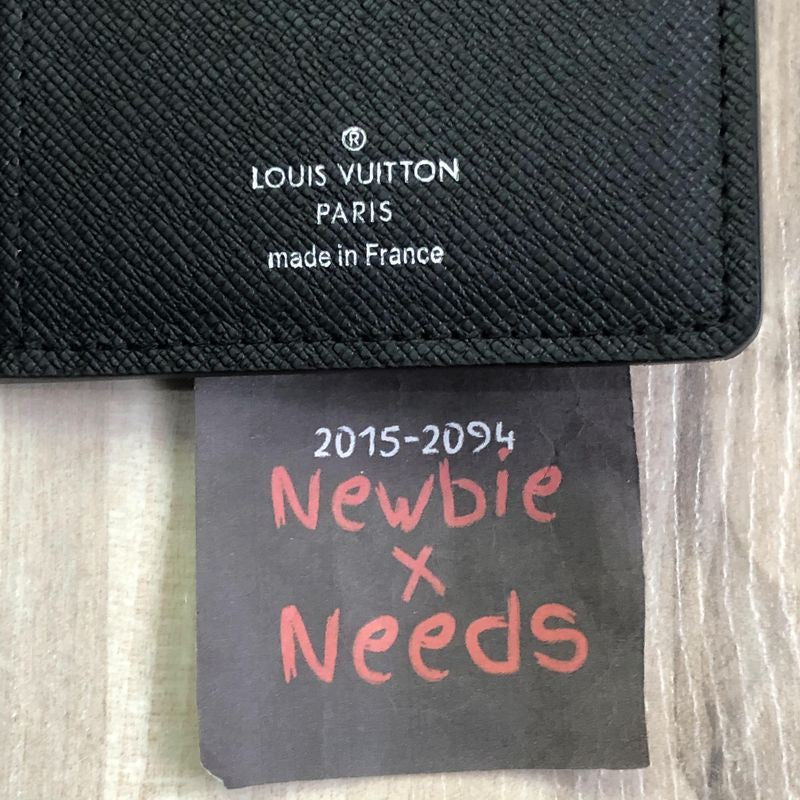 ®
LOUIS VUITTON
PARIS
made in France
2015-2094
Newbie
x
Needs